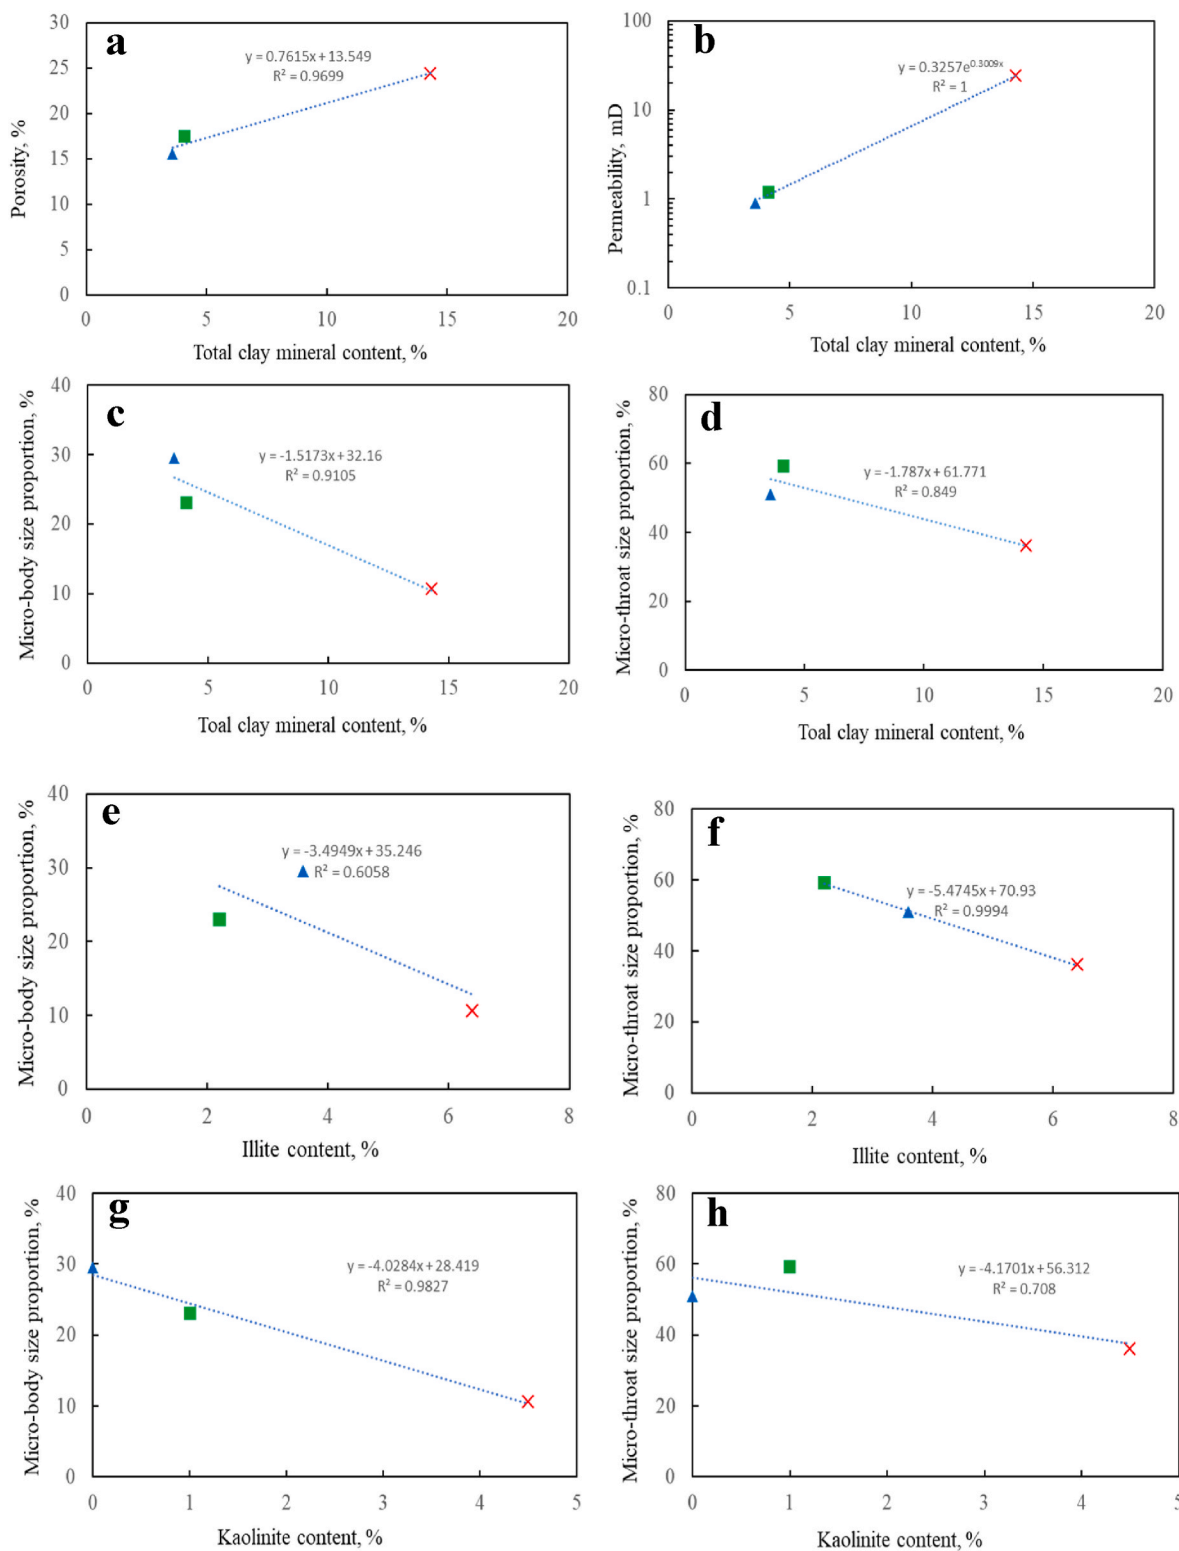 a
y = 0.7615x + 13.549
R² = 0.9699
Porosity, %
30
25
20
15
10
5
0
0 5 10 15 20
Total clay mineral content, %
b
y = 0.3257e^0.3009x
R² = 1
Permeability, mD
100
10
1
0.1
0 5 10 15 20
Total clay mineral content, %
c
y = -1.5173x + 32.16
R² = 0.9105
Micro-body size proportion, %
40
30
20
10
0
0 5 10 15 20
Toal clay mineral content, %
d
y = -1.787x + 61.771
R² = 0.849
Micro-throat size proportion, %
80
60
40
20
0
0 5 10 15 20
Toal clay mineral content, %
e
y = -3.4949x + 35.246
R² = 0.6058
Micro-body size proportion, %
40
30
20
10
0
0 2 4 6 8
Illite content, %
f
y = -5.4745x + 70.93
R² = 0.9994
Micro-throat size proportion, %
80
60
40
20
0
0 2 4 6 8
Illite content, %
g
y = -4.0284x + 28.419
R² = 0.9827
Micro-body size proportion, %
40
30
20
10
0
0 1 2 3 4 5
Kaolinite content, %
h
y = -4.1701x + 56.312
R² = 0.708
Micro-throat size proportion, %
80
60
40
20
0
0 1 2 3 4 5
Kaolinite content, %